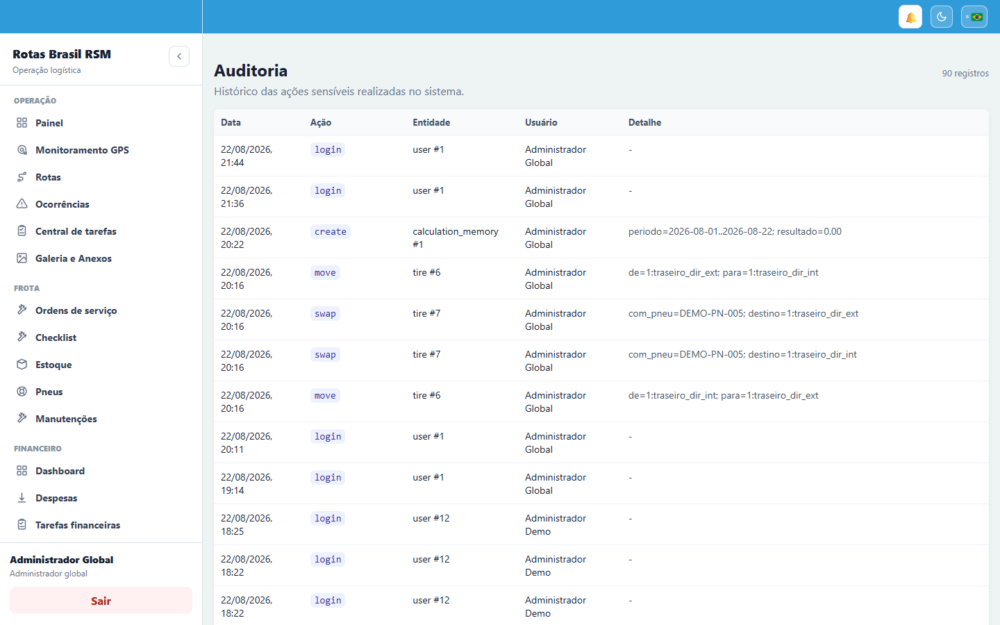 Rotas Brasil RSM
Operação logística
OPERAÇÃO
Painel
Monitoramento GPS
Rotas
Ocorrências
Central de tarefas
Galeria e Anexos
FROTA
Ordens de serviço
Checklist
Estoque
Pneus
Manutenções
FINANCEIRO
Dashboard
Despesas
Tarefas financeiras
Administrador Global
Administrador global
Sair
Auditoria
90 registros
Histórico das ações sensíveis realizadas no sistema.
Data Ação Entidade Usuário Detalhe
22/08/2026, login user #1 Administrador -
21:44 Global
22/08/2026, login user #1 Administrador -
21:36 Global
22/08/2026, create calculation_memory Administrador periodo=2026-08-01..2026-08-22; resultado=0.00
20:22 #1 Global
22/08/2026, move tire #6 Administrador de=1:traseiro_dir_ext; para=1:traseiro_dir_int
20:16 Global
22/08/2026, swap tire #7 Administrador com_pneu=DEMO-PN-005; destino=1:traseiro_dir_ext
20:16 Global
22/08/2026, swap tire #7 Administrador com_pneu=DEMO-PN-005; destino=1:traseiro_dir_int
20:16 Global
22/08/2026, move tire #6 Administrador de=1:traseiro_dir_int; para=1:traseiro_dir_ext
20:16 Global
22/08/2026, login user #1 Administrador -
20:11 Global
22/08/2026, login user #1 Administrador -
19:14 Global
22/08/2026, login user #12 Administrador -
18:25 Demo
22/08/2026, login user #12 Administrador -
18:22 Demo
22/08/2026, login user #12 Administrador -
18:22 Demo